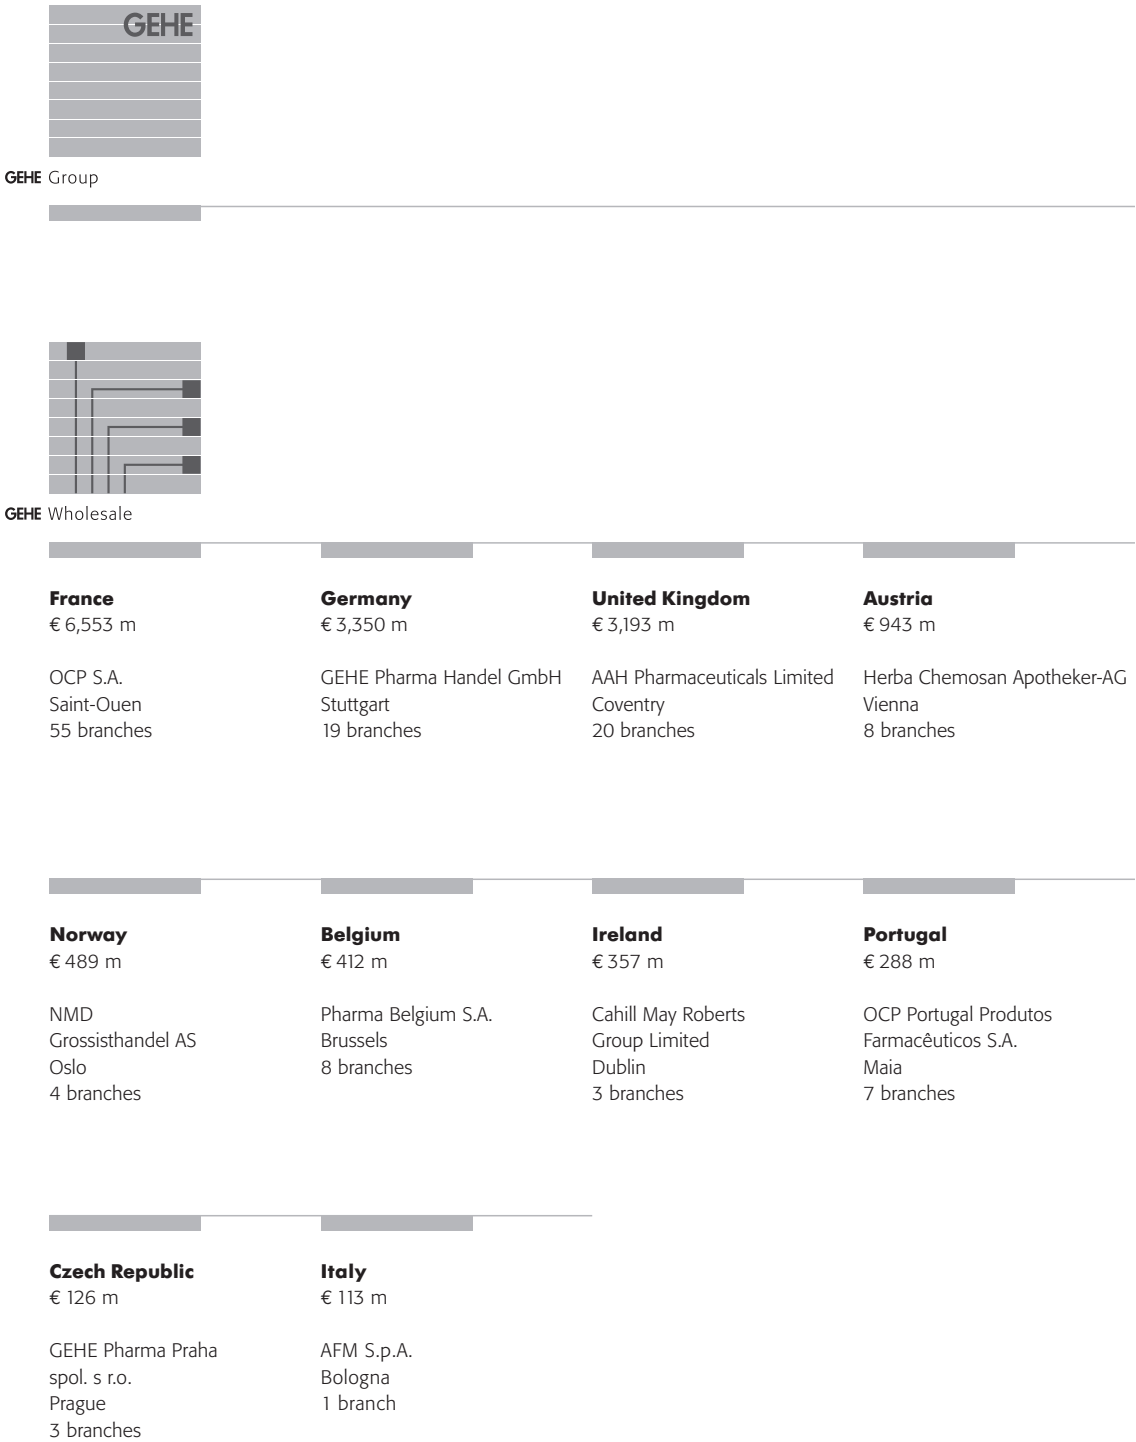 GEHE
GEHE Group
GEHE Wholesale
France
€ 6,553 m
OCP S.A.
Saint-Ouen
55 branches
Germany
€ 3,350 m
GEHE Pharma Handel GmbH
Stuttgart
19 branches
United Kingdom
€ 3,193 m
AAH Pharmaceuticals Limited
Coventry
20 branches
Austria
€ 943 m
Herba Chemosan Apotheker-AG
Vienna
8 branches
Norway
€ 489 m
NMD
Grossisthandel AS
Oslo
4 branches
Belgium
€ 412 m
Pharma Belgium S.A.
Brussels
8 branches
Ireland
€ 357 m
Cahill May Roberts
Group Limited
Dublin
3 branches
Portugal
€ 288 m
OCP Portugal Produtos
Farmacêuticos S.A.
Maia
7 branches
Czech Republic
€ 126 m
GEHE Pharma Praha
spol. s r.o.
Prague
3 branches
Italy
€ 113 m
AFM S.p.A.
Bologna
1 branch